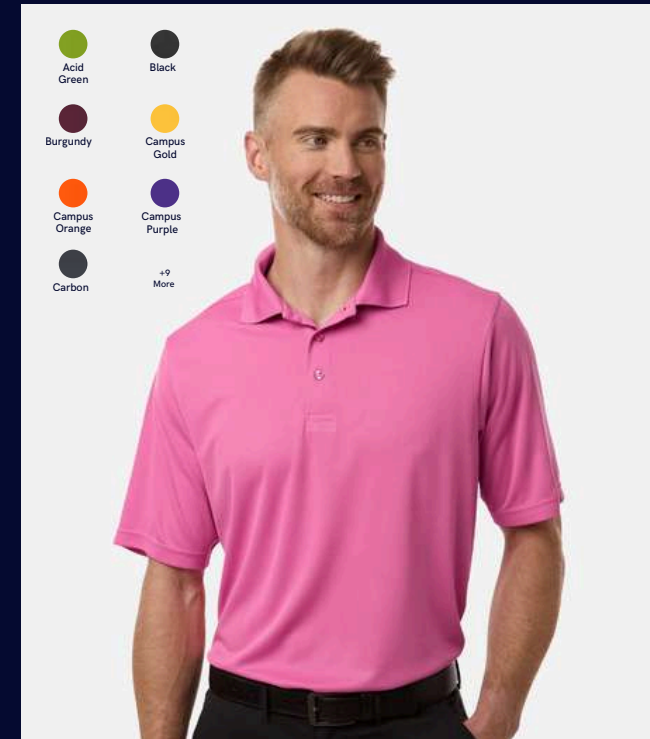 Acid
Green
Black
Burgundy
Campus
Gold
Campus
Orange
Campus
Purple
Carbon
+9
More